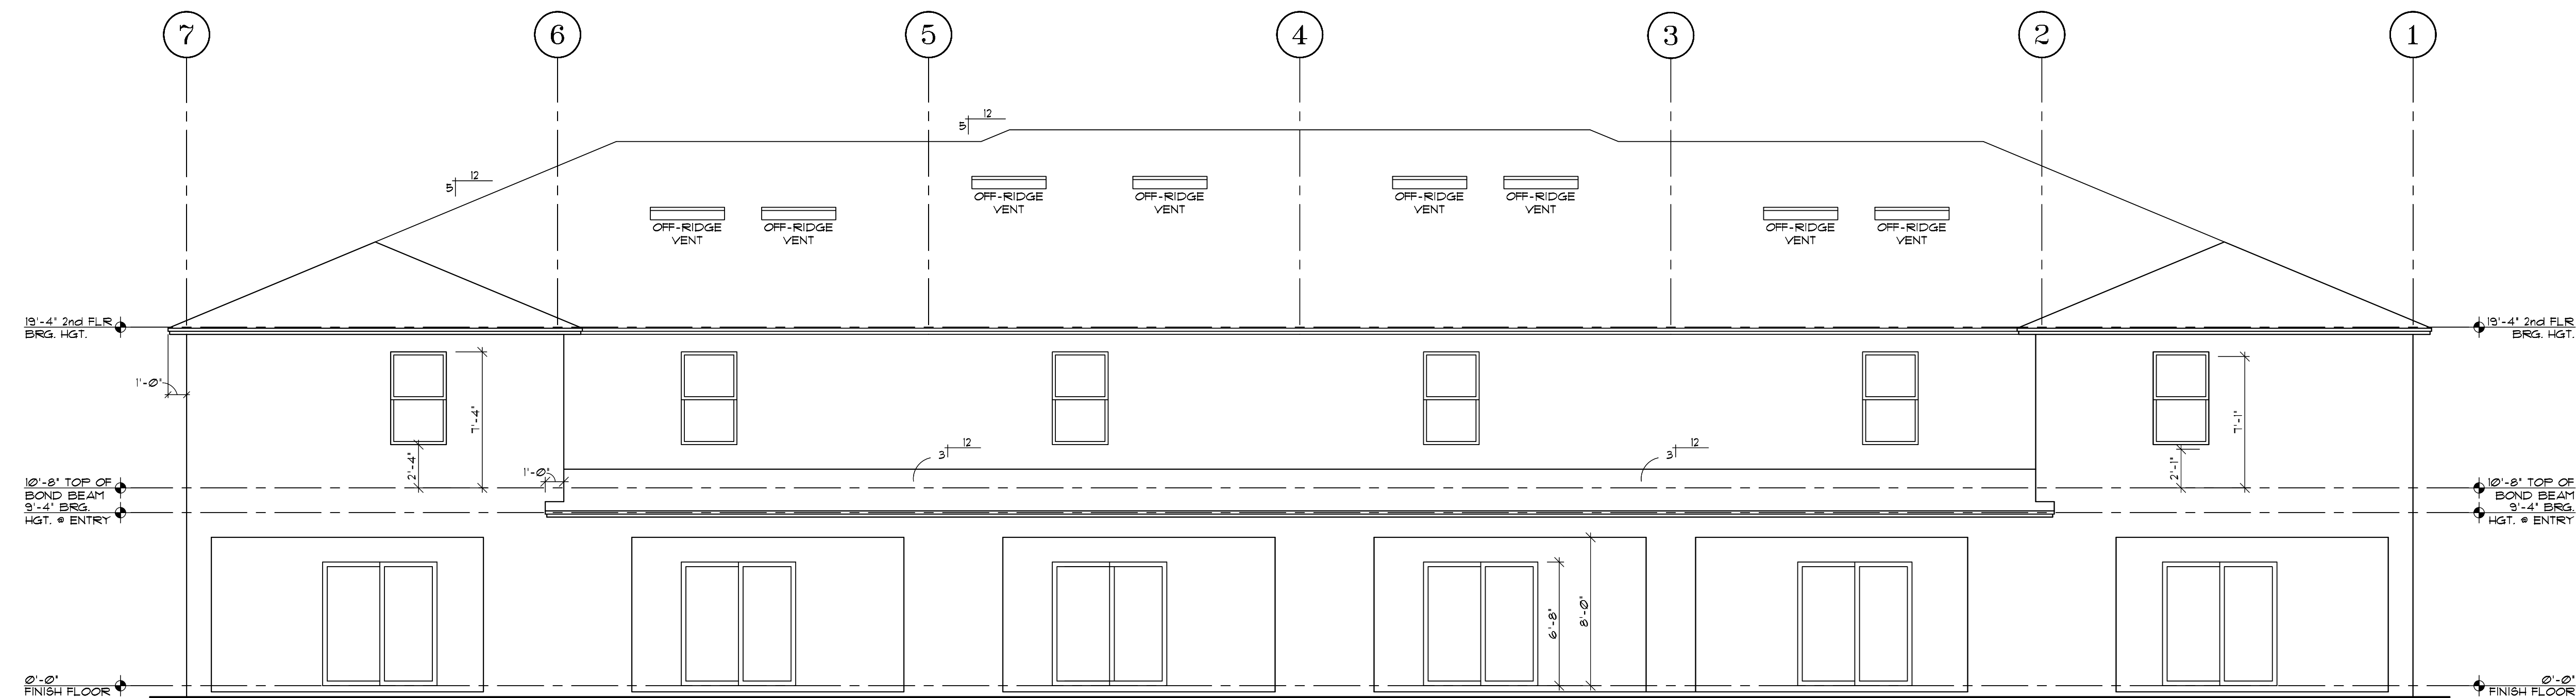 7 6 5 4 3 2 1
12
5
12
5
OFF-RIDGE
VENT
OFF-RIDGE
VENT
OFF-RIDGE
VENT
OFF-RIDGE
VENT
OFF-RIDGE
VENT
OFF-RIDGE
VENT
OFF-RIDGE
VENT
OFF-RIDGE
VENT
19'-4" 2nd FLR
BRG. HGT.
19'-4" 2nd FLR
BRG. HGT.
1'-0"
7'-4"
2'-4"
1'-0"
12
3
12
3
7'-1"
2'-1"
10'-8" TOP OF
BOND BEAM
9'-4" BRG.
HGT. @ ENTRY
10'-8" TOP OF
BOND BEAM
9'-4" BRG.
HGT. @ ENTRY
6'-8"
8'-0"
0'-0"
FINISH FLOOR
0'-0"
FINISH FLOOR